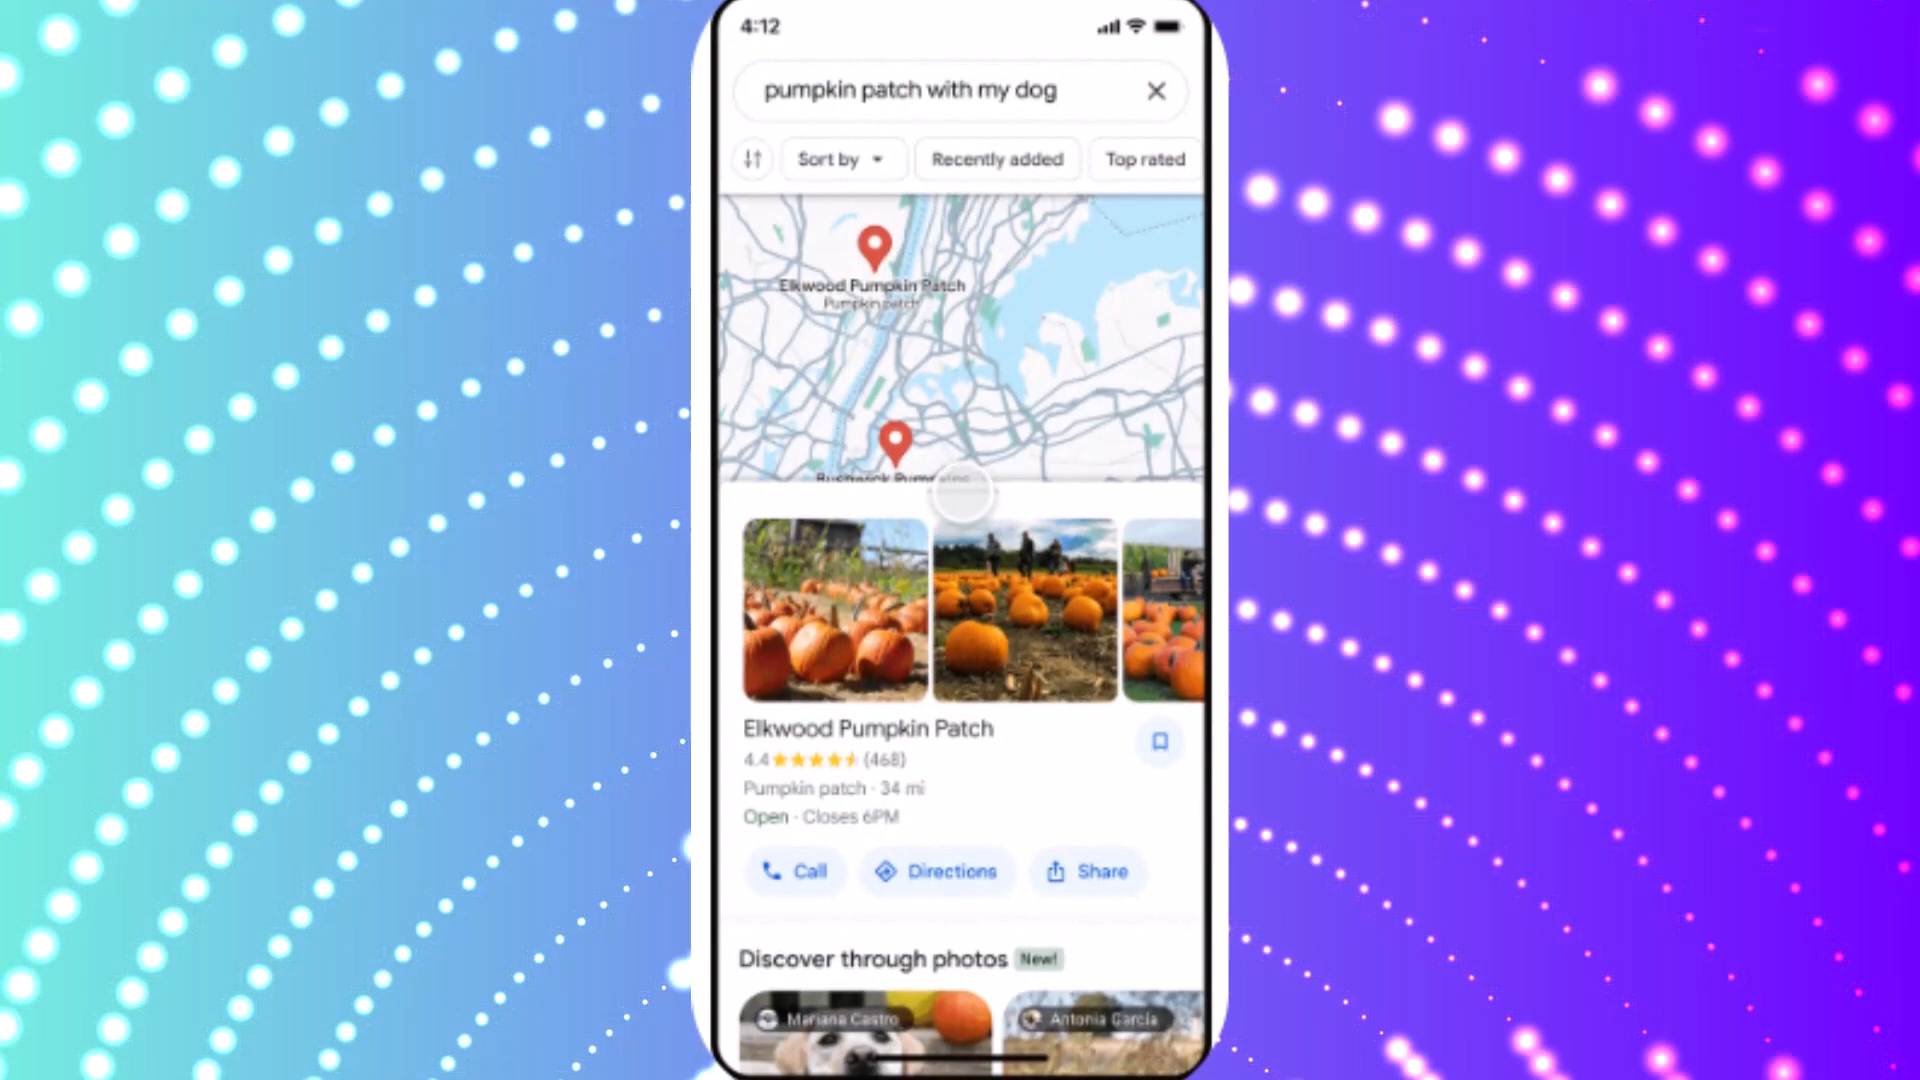 4:12
pumpkin patch with my dog
Sort by
Recently added
Top rated
Elkwood Pumpkin Patch
Pumpkin patch
Bushwick Pumpkins
Elkwood Pumpkin Patch
4.4 (468)
Pumpkin patch · 34 mi
Open · Closes 6PM
Call
Directions
Share
Discover through photos New!
Mariana Castro
Antonia García